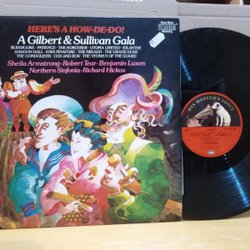 HERE'S A HOW-DE-DO!
A Gilbert & Sullivan Gala
RUDDIGORE · PATIENCE · THE SORCERER · UTOPIA LIMITED · IOLANTHE
HADDON HALL · H.M.S. PINAFORE · THE MIKADO · THE GRAND DUKE
THE GONDOLIERS · COX AND BOX · THE YEOMEN OF THE GUARD
Sheila Armstrong · Robert Tear · Benjamin Luxon
Northern Sinfonia · Richard Hickox
HIS MASTER'S VOICE